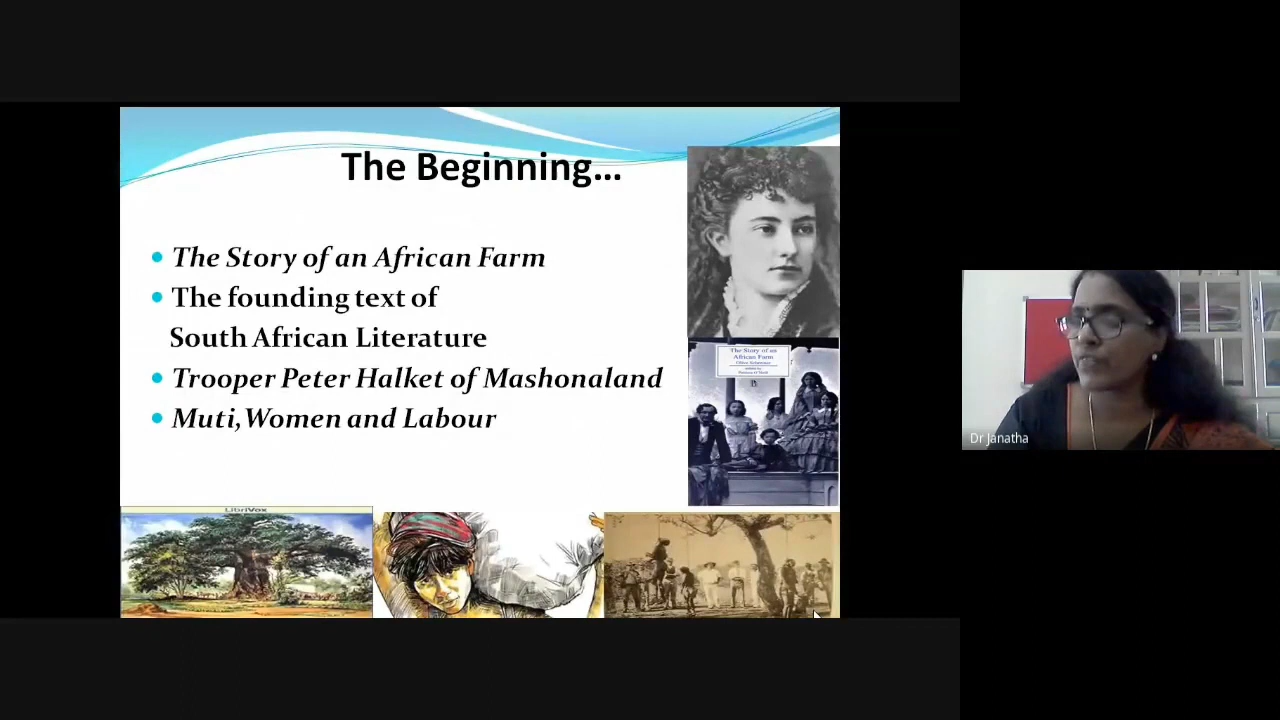 The Beginning...
The Story of an African Farm
The founding text of
South African Literature
Trooper Peter Halket of Mashonaland
Muti, Women and Labour
The Story of an
African Farm
LibriVox
Dr Janatha